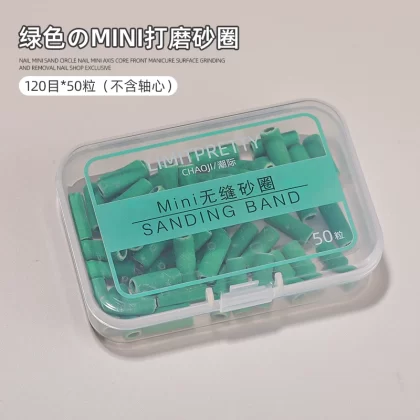 绿色のMINI打磨砂圈
NAIL MINI SAND CIRCLE NAIL MINI AXIS CORE FRONT MANICURE SURFACE GRINDING
AND REMOVAL NAIL SHOP EXCLUSIVE
120目*50粒（不含轴心）
LIMITPRETTY
CHAOJI/潮际
Mini无缝砂圈
SANDING BAND
50粒